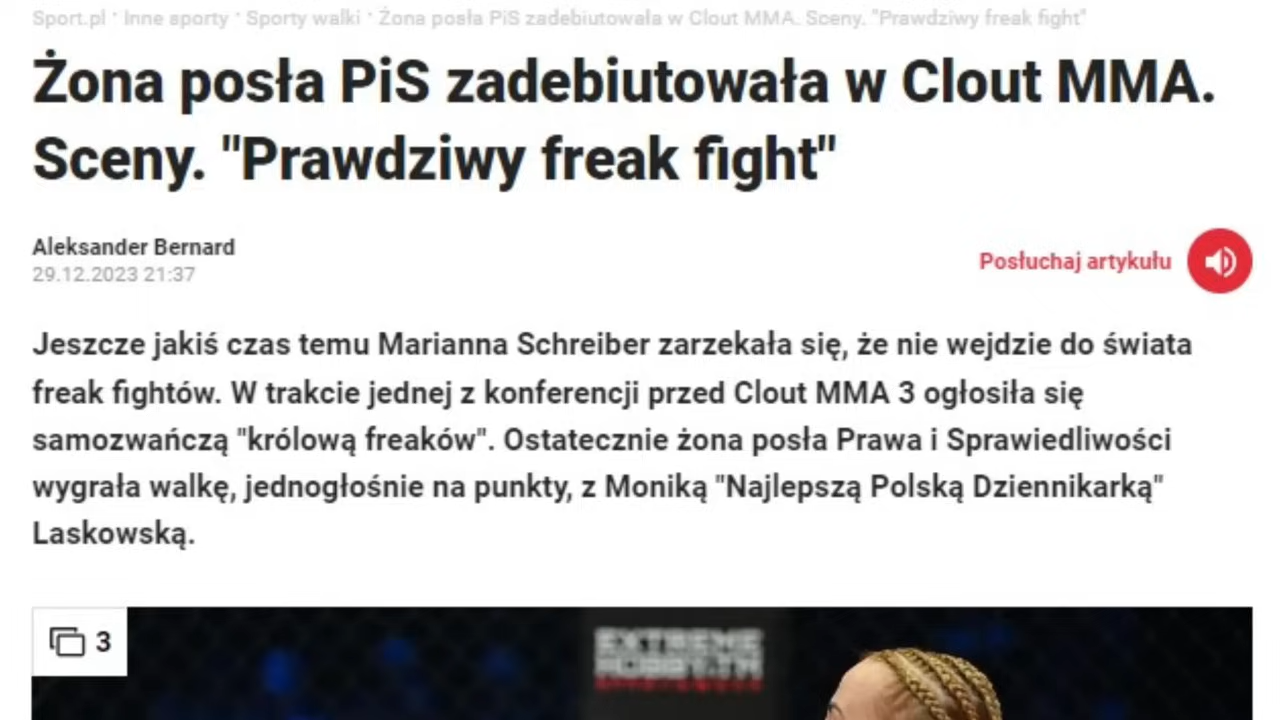 Sport.pl • Inne sporty • Sporty walki • Żona posła PiS zadebiutowała w Clout MMA. Sceny. "Prawdziwy freak fight"
Żona posła PiS zadebiutowała w Clout MMA.
Sceny. "Prawdziwy freak fight"
Aleksander Bernard
29.12.2023 21:37
Posłuchaj artykułu
Jeszcze jakiś czas temu Marianna Schreiber zarzekała się, że nie wejdzie do świata
freak fightów. W trakcie jednej z konferencji przed Clout MMA 3 ogłosiła się
samozwańczą "królową freaków". Ostatecznie żona posła Prawa i Sprawiedliwości
wygrała walkę, jednogłośnie na punkty, z Moniką "Najlepszą Polską Dziennikarką"
Laskowską.
3
EXTREME
HOBBY.TM